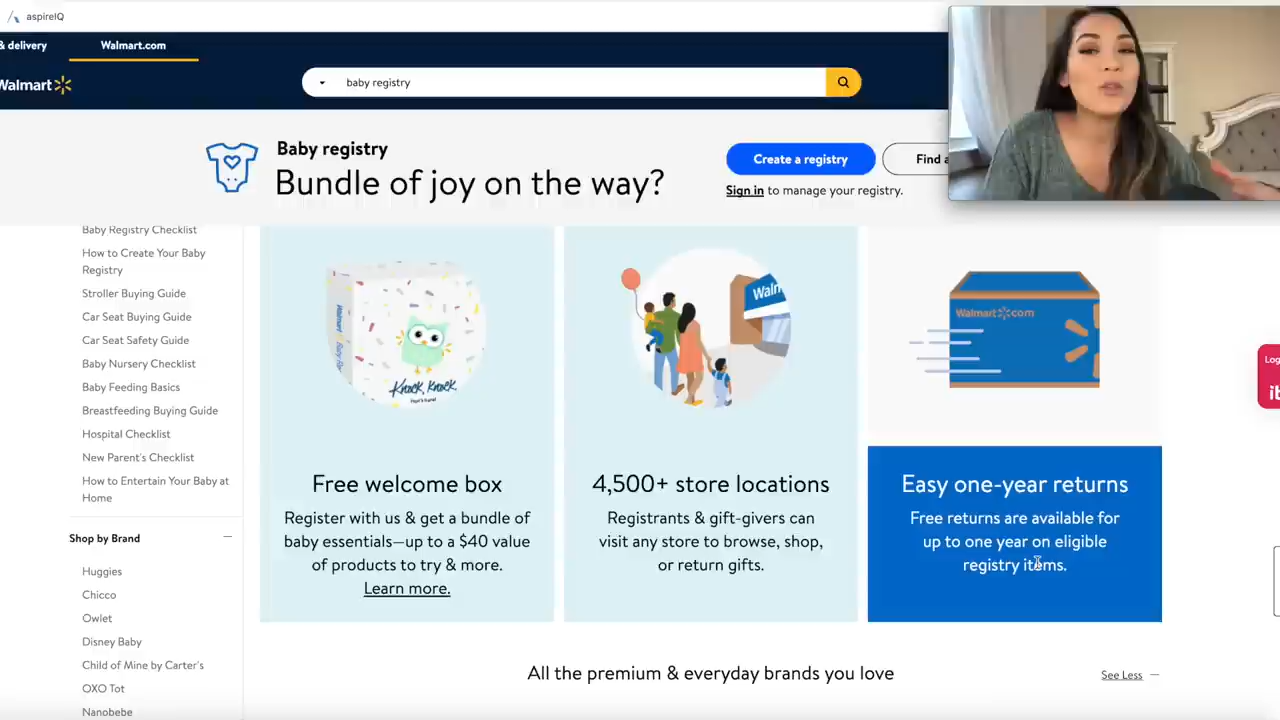 aspireIQ
& delivery
Walmart.com
Walmart
baby registry
Baby registry
Bundle of joy on the way?
Create a registry
Find a
Sign in to manage your registry.
Baby Registry Checklist
How to Create Your Baby
Registry
Stroller Buying Guide
Car Seat Buying Guide
Car Seat Safety Guide
Baby Nursery Checklist
Baby Feeding Basics
Breastfeeding Buying Guide
Hospital Checklist
New Parent's Checklist
How to Entertain Your Baby at
Home
Shop by Brand
Huggies
Chicco
Owlet
Disney Baby
Child of Mine by Carter's
OXO Tot
Nanobebe
Walmart
Knock, Knock
Free welcome box
Register with us & get a bundle of
baby essentials—up to a $40 value
of products to try & more.
Learn more.
Waln
4,500+ store locations
Registrants & gift-givers can
visit any store to browse, shop,
or return gifts.
Walmart.com
Easy one-year returns
Free returns are available for
up to one year on eligible
registry items.
Log
ib
All the premium & everyday brands you love
See Less